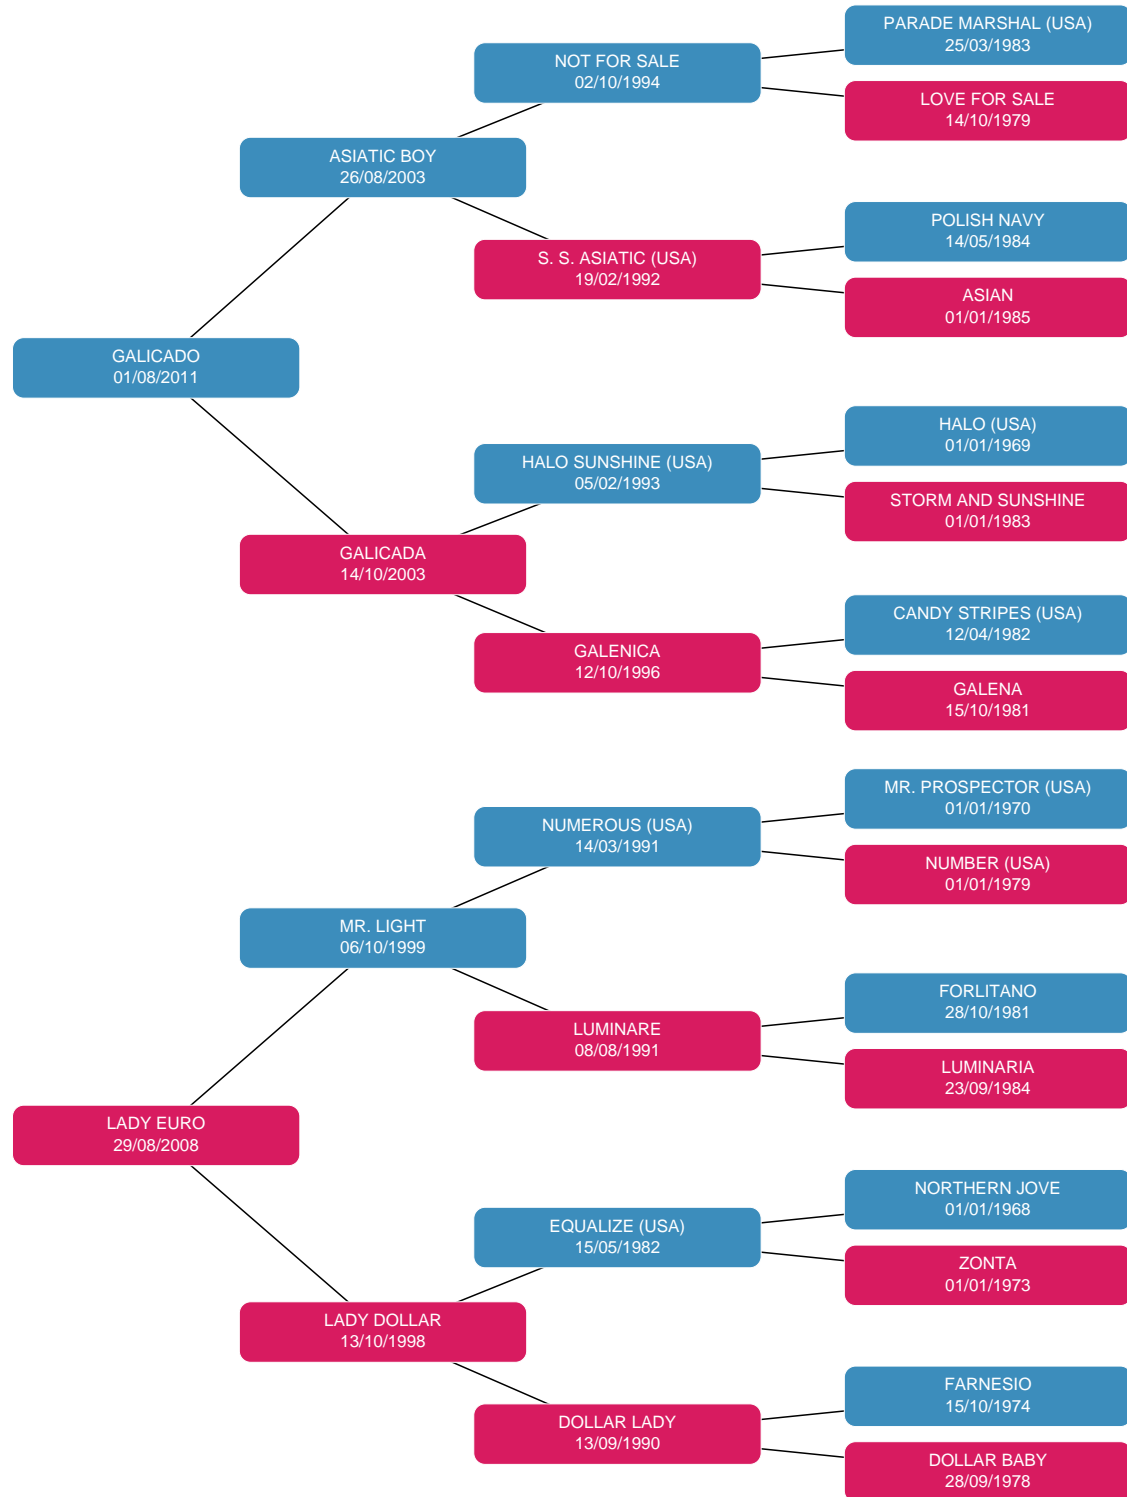 PARADE MARSHAL (USA)
25/03/1983
NOT FOR SALE
02/10/1994
LOVE FOR SALE
14/10/1979
ASIATIC BOY
26/08/2003
POLISH NAVY
14/05/1984
S. S. ASIATIC (USA)
19/02/1992
ASIAN
01/01/1985
GALICADO
01/08/2011
HALO (USA)
01/01/1969
HALO SUNSHINE (USA)
05/02/1993
STORM AND SUNSHINE
01/01/1983
GALICADA
14/10/2003
CANDY STRIPES (USA)
12/04/1982
GALENICA
12/10/1996
GALENA
15/10/1981
MR. PROSPECTOR (USA)
01/01/1970
NUMEROUS (USA)
14/03/1991
NUMBER (USA)
01/01/1979
MR. LIGHT
06/10/1999
FORLITANO
28/10/1981
LUMINARE
08/08/1991
LUMINARIA
23/09/1984
LADY EURO
29/08/2008
NORTHERN JOVE
01/01/1968
EQUALIZE (USA)
15/05/1982
ZONTA
01/01/1973
LADY DOLLAR
13/10/1998
FARNESIO
15/10/1974
DOLLAR LADY
13/09/1990
DOLLAR BABY
28/09/1978